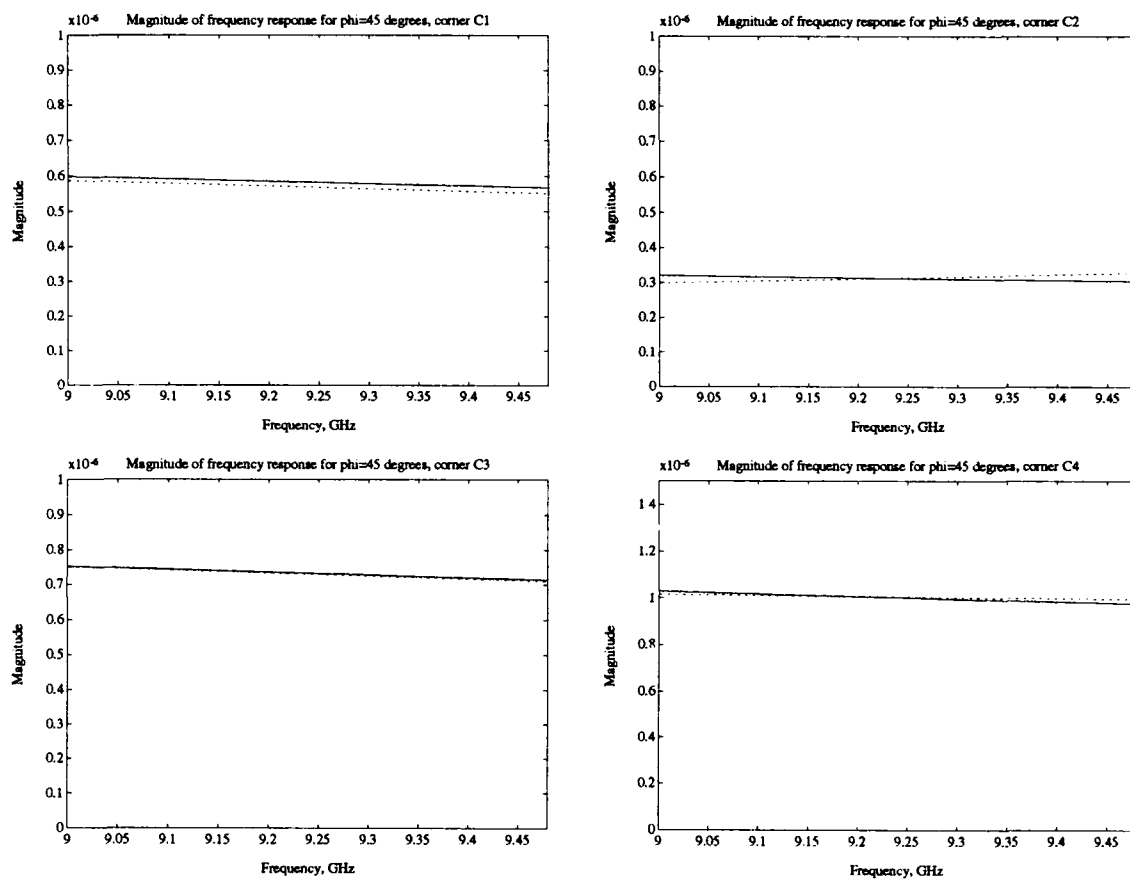 x10-6 Magnitude of frequency response for phi=45 degrees, corner C1
1
0.9
0.8
0.7
0.6
0.5
0.4
0.3
0.2
0.1
0
Magnitude
9 9.05 9.1 9.15 9.2 9.25 9.3 9.35 9.4 9.45
Frequency, GHz
Magnitude of frequency response for phi=45 degrees, corner C2
1
0.9
0.8
0.7
0.6
0.5
0.4
0.3
0.2
0.1
0
Magnitude
9 9.05 9.1 9.15 9.2 9.25 9.3 9.35 9.4 9.45
Frequency, GHz
x10-6 Magnitude of frequency response for phi=45 degrees, corner C3
1
0.9
0.8
0.7
0.6
0.5
0.4
0.3
0.2
0.1
0
Magnitude
9 9.05 9.1 9.15 9.2 9.25 9.3 9.35 9.4 9.45
Frequency, GHz
x10-6 Magnitude of frequency response for phi=45 degrees, corner C4
1 4
1.2
1
0.8
0.6
0.4
0.2
0
Magnitude
9 9.05 9.1 9.15 9.2 9.25 9.3 9.35 9.4 9.45
Frequency, GHz